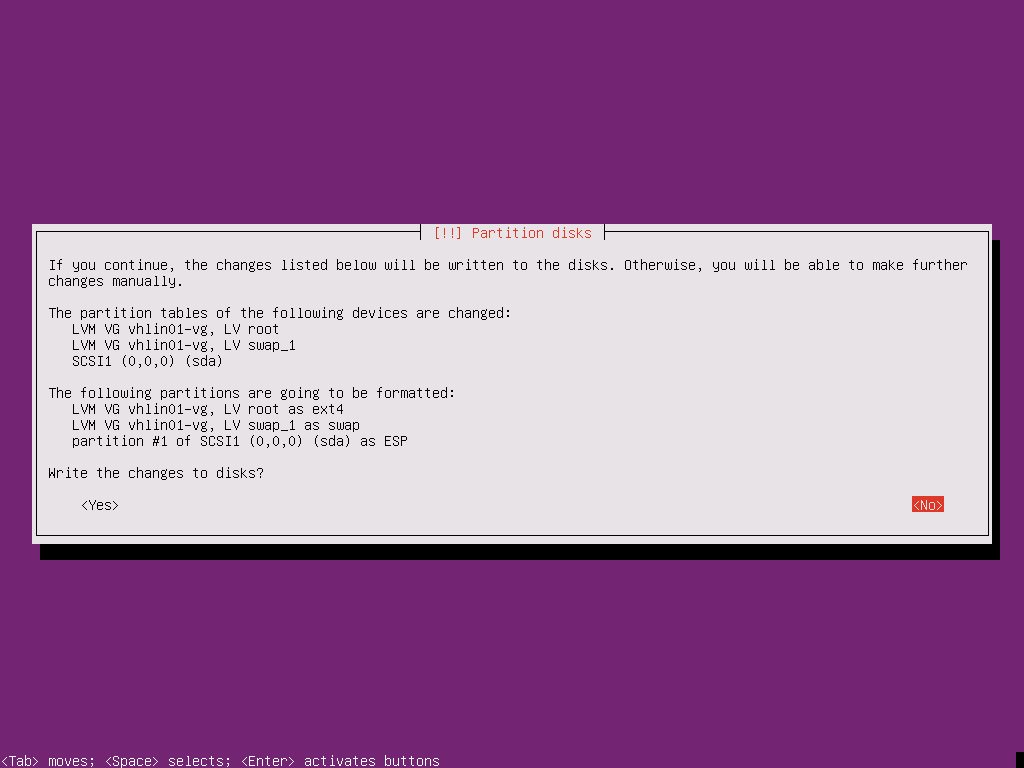 [!!] Partition disks
If you continue, the changes listed below will be written to the disks. Otherwise, you will be able to make further
changes manually.
The partition tables of the following devices are changed:
LVM VG vhlin01-vg, LV root
LVM VG vhlin01-vg, LV swap_1
SCSI1 (0,0,0) (sda)
The following partitions are going to be formatted:
LVM VG vhlin01-vg, LV root as ext4
LVM VG vhlin01-vg, LV swap_1 as swap
partition #1 of SCSI1 (0,0,0) (sda) as ESP
Write the changes to disks?
<Yes> <No>
<Tab> moves; <Space> selects; <Enter> activates buttons